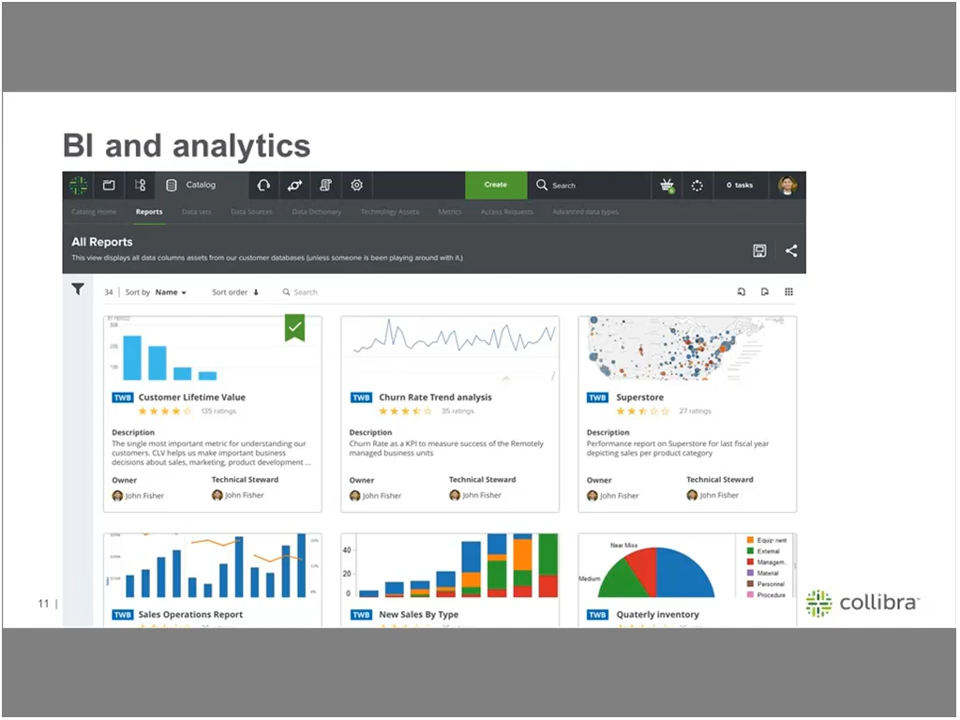 BI and analytics
Catalog
Create
Search
0 tasks
Catalog Home Reports Data sets Data Sources Data Dictionary Technology Assets Metrics Access Requests Advanced data types
All Reports
This view displays all data columns assets from our customer databases (unless someone is been playing around with it.)
34 | Sort by Name Sort order Search
TWB Customer Lifetime Value
135 ratings
Description
The single most important metric for understanding our
customers. CLV helps us make important business
decisions about sales, marketing, product development ...
Owner Technical Steward
John Fisher John Fisher
TWB Churn Rate Trend analysis
35 ratings
Description
Churn Rate as a KPI to measure success of the Remotely
managed business units
Owner Technical Steward
John Fisher John Fisher
TWB Superstore
27 ratings
Description
Performance report on Superstore for last fiscal year
depicting sales per product category
Owner Technical Steward
John Fisher John Fisher
TWB Sales Operations Report
40
20
0
TWB New Sales By Type
Near Miss
Medium
External
Managem..
Material
Personnel
Procedure
TWB Quaterly inventory
11 |
collibra